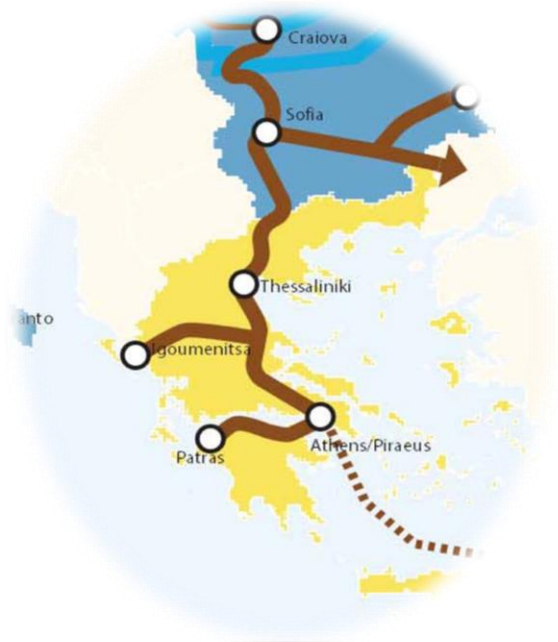 Craiova
Sofia
Thessaliniki
anto
Igoumenitsa
Athens/Piraeus
Patras